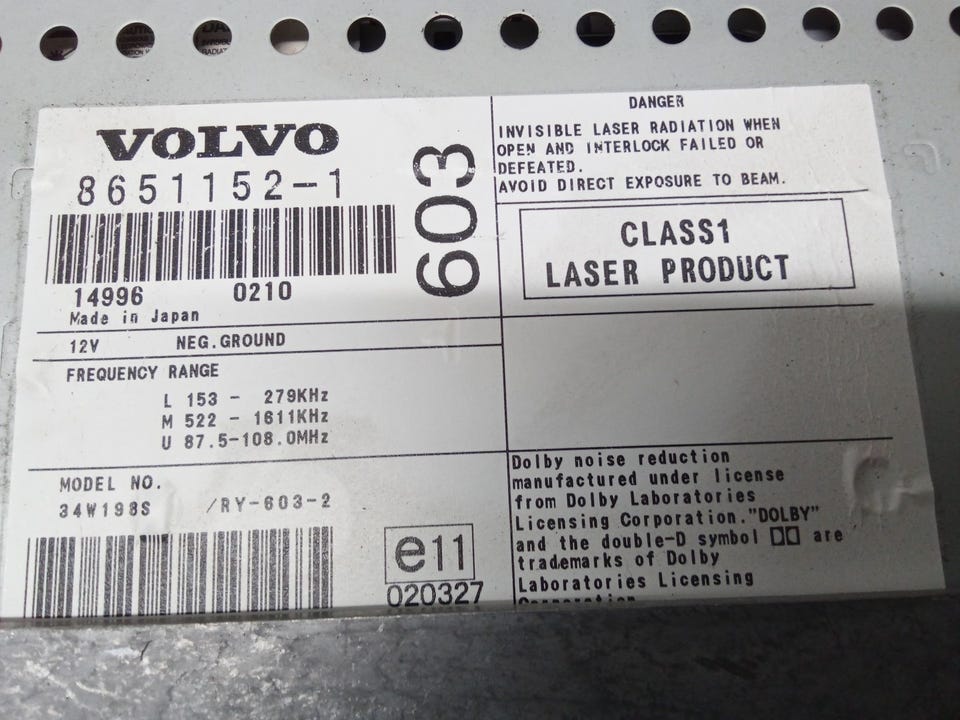 VOLVO
8651152-1
14996 0210
Made in Japan
603
12V NEG.GROUND
FREQUENCY RANGE
L 153 - 279KHz
M 522 - 1611KHz
U 87.5-108.0MHz
MODEL NO.
34W198S /RY-603-2
e11
020327
DANGER
INVISIBLE LASER RADIATION WHEN
OPEN AND INTERLOCK FAILED OR
DEFEATED.
AVOID DIRECT EXPOSURE TO BEAM.
CLASS1
LASER PRODUCT
Dolby noise reduction
manufactured under license
from Dolby Laboratories
Licensing Corporation."DOLBY"
and the double-D symbol are
trademarks of Dolby
Laboratories Licensing
Corporation